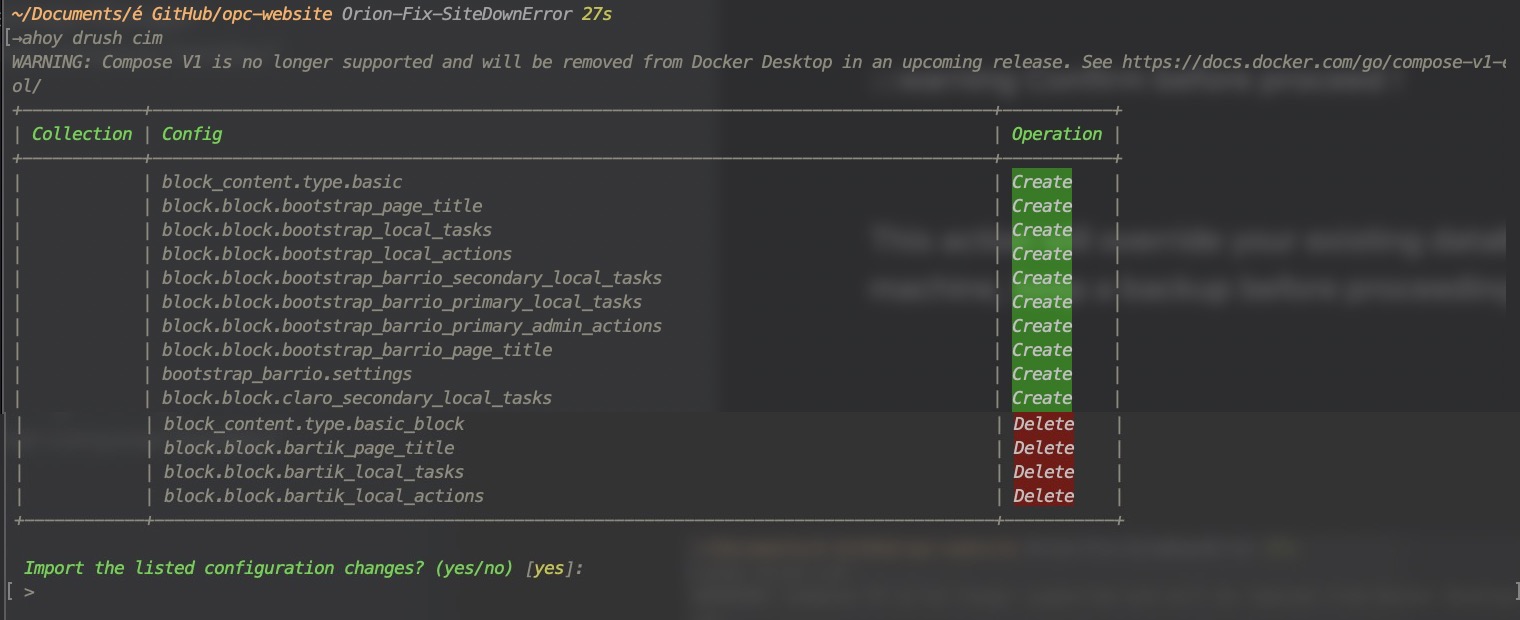 ~/Documents/é GitHub/opc-website Orion-Fix-SiteDownError 27s
[→ahoy drush cim
WARNING: Compose V1 is no longer supported and will be removed from Docker Desktop in an upcoming release. See https://docs.docker.com/go/compose-v1-e
ol/
| Collection | Config | Operation |
| | block_content.type.basic | Create |
| | block.block.bootstrap_page_title | Create |
| | block.block.bootstrap_local_tasks | Create |
| | block.block.bootstrap_local_actions | Create |
| | block.block.bootstrap_barrio_secondary_local_tasks | Create |
| | block.block.bootstrap_barrio_primary_local_tasks | Create |
| | block.block.bootstrap_barrio_primary_admin_actions | Create |
| | block.block.bootstrap_barrio_page_title | Create |
| | bootstrap_barrio.settings | Create |
| | block.block.claro_secondary_local_tasks | Create |
| | block_content.type.basic_block | Delete |
| | block.block.bartik_page_title | Delete |
| | block.block.bartik_local_tasks | Delete |
| | block.block.bartik_local_actions | Delete |
Import the listed configuration changes? (yes/no) [yes]:
[ > ]